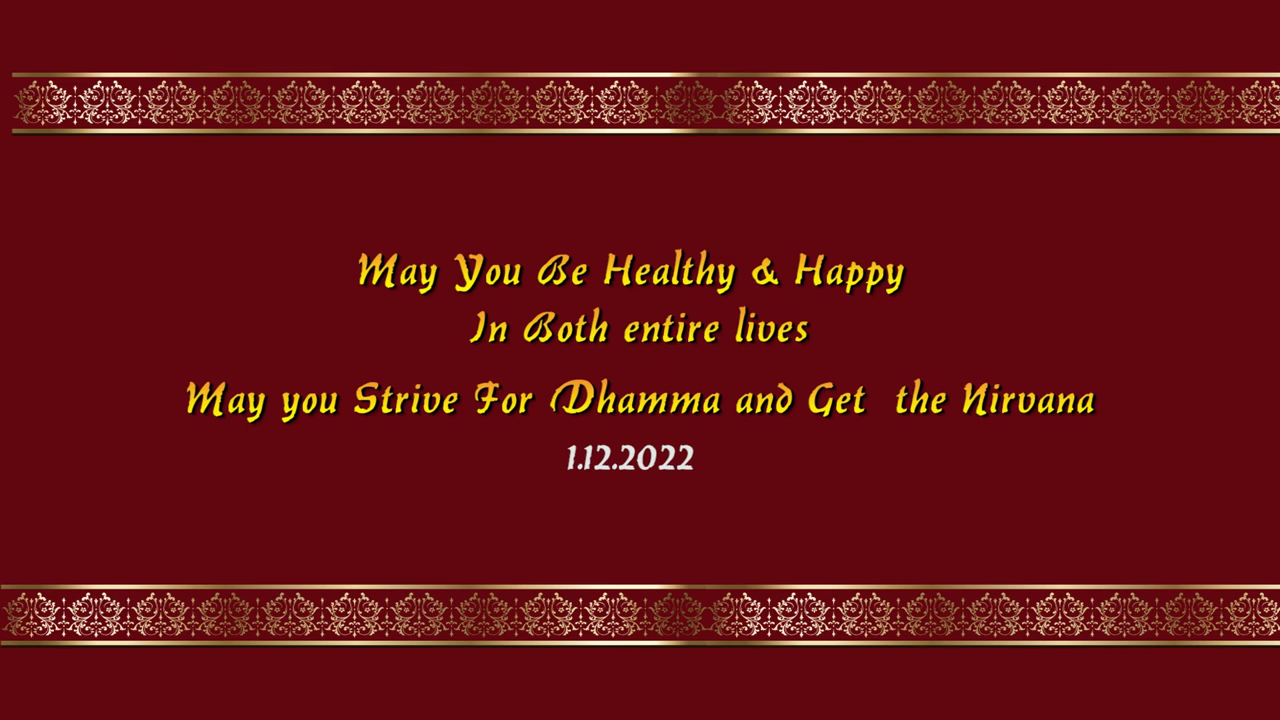 May You Be Healthy & Happy
In Both entire lives
May you Strive For Dhamma and Get the Nirvana
1.12.2022